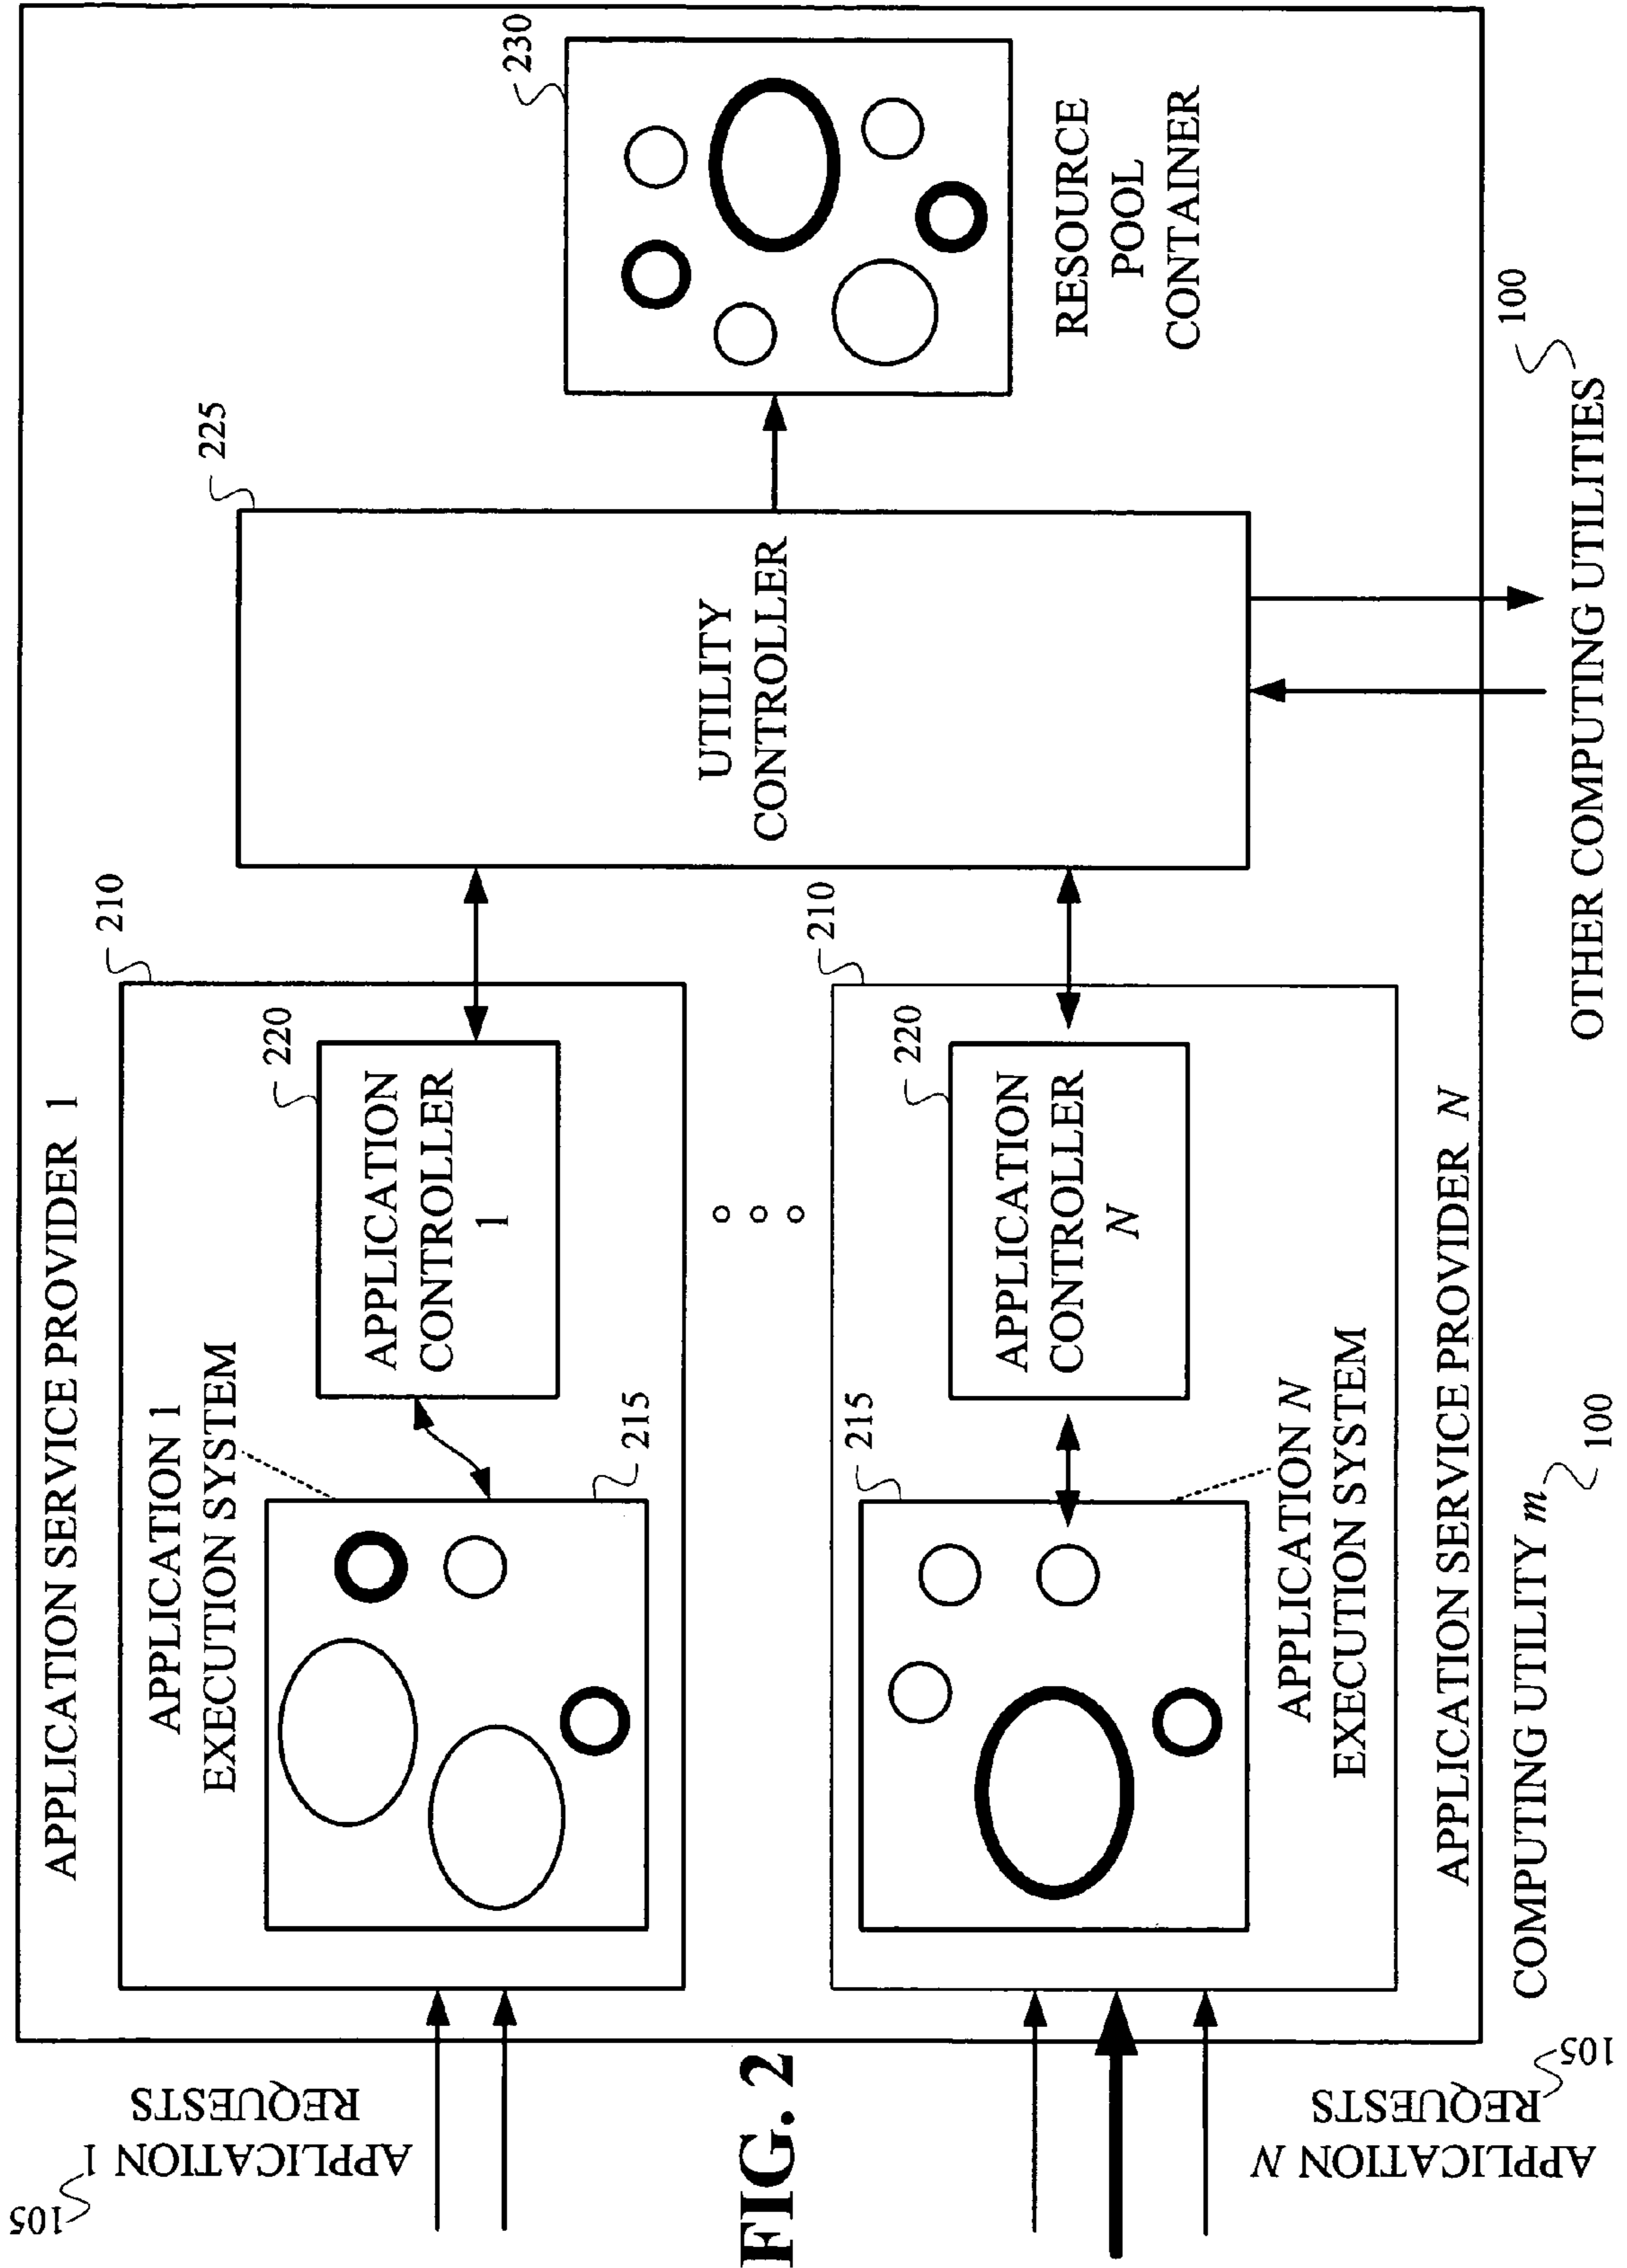 APPLICATION SERVICE PROVIDER 1
210
APPLICATION 1
EXECUTION SYSTEM
220
APPLICATION
CONTROLLER
1
215
105
APPLICATION 1
REQUESTS
225
UTILITY
CONTROLLER
230
RESOURCE
POOL
CONTAINER
210
220
APPLICATION
CONTROLLER
N
215
APPLICATION N
EXECUTION SYSTEM
APPLICATION SERVICE PROVIDER N
APPLICATION N
REQUESTS
105
COMPUTING UTILITY m
100
OTHER COMPUTING UTILITIES
100
FIG. 2